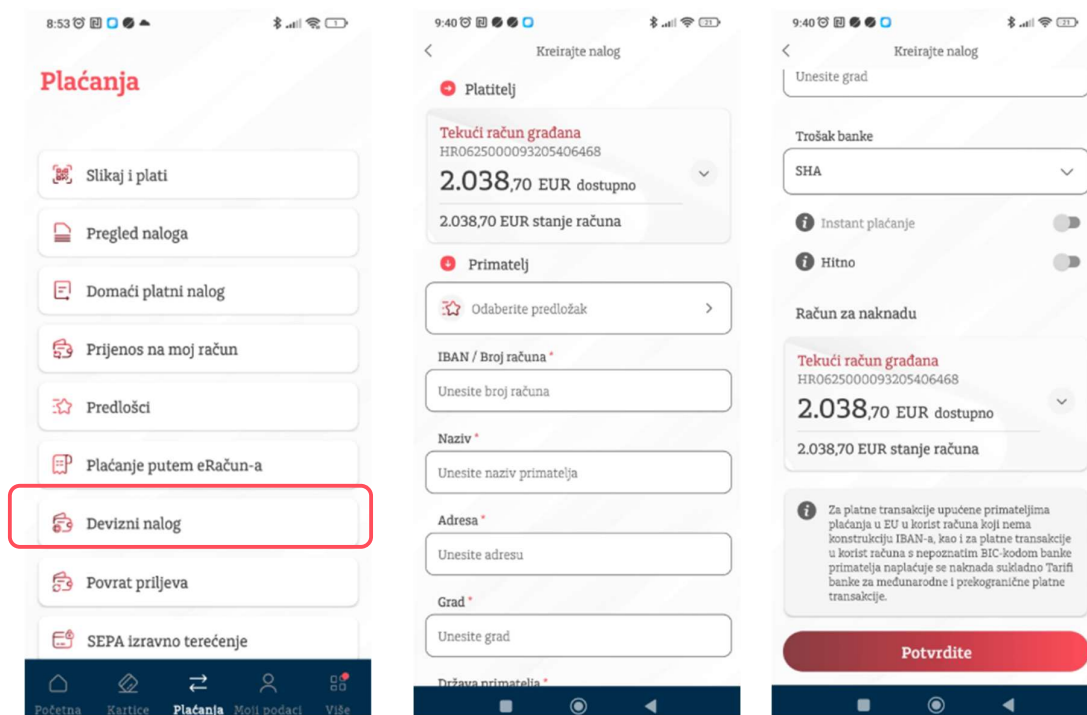 8:53
Plaćanja
Slikaj i plati
Pregled naloga
Domaći platni nalog
Prijenos na moj račun
Predlošci
Plaćanje putem eRačun-a
Devizni nalog
Povrat priljeva
SEPA izravno terećenje
Početna Kartice Plaćanja Moji podaci Više
9:40 21
Kreirajte nalog
Platitelj
Tekući račun građana
HR0625000093205406468
2.038,70 EUR dostupno
2.038,70 EUR stanje računa
Primatelj
Odaberite predložak
IBAN / Broj računa *
Unesite broj računa
Naziv *
Unesite naziv primatelja
Adresa *
Unesite adresu
Grad *
Unesite grad
Država primatelja *
9:40 21
Kreirajte nalog
Unesite grad
Trošak banke
SHA
Instant plaćanje
Hitno
Račun za naknadu
Tekući račun građana
HR0625000093205406468
2.038,70 EUR dostupno
2.038,70 EUR stanje računa
Za platne transakcije upućene primateljima
plaćanja u EU u korist računa koji nema
konstrukciju IBAN-a, kao i za platne transakcije
u korist računa s nepoznatim BIC-kodom banke
primatelja naplaćuje se naknada sukladno Tarifi
banke za međunarodne i prekogranične platne
transakcije.
Potvrdite